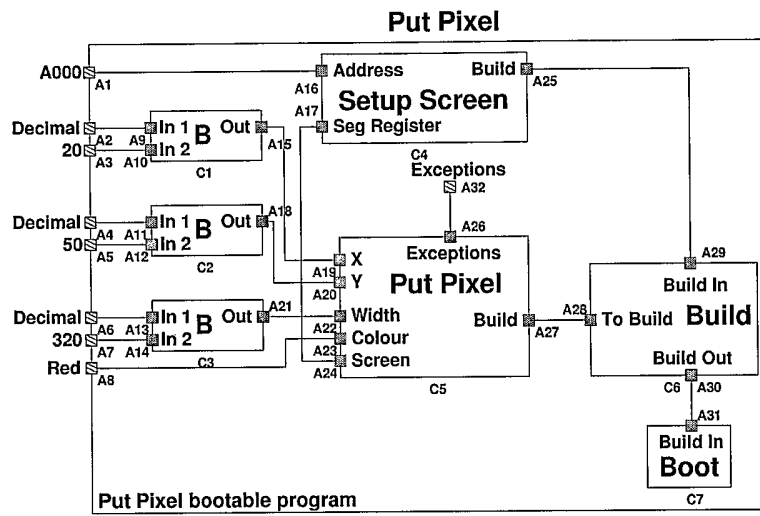 Put Pixel
A000
A1
A16
Address
Build
A25
Setup Screen
A17
Seg Register
C4
Decimal
A2
A9
In 1
B
Out
A15
20
A3
A10
In 2
C1
Exceptions
A32
Decimal
A4
A11
In 1
B
Out
A18
50
A5
A12
In 2
C2
A26
Exceptions
X
A19
Put Pixel
Y
A20
Width
A22
Colour
A23
Screen
A24
Build
A27
C5
Decimal
A6
A13
In 1
B
Out
A21
320
A7
A14
In 2
C3
Red
A8
A29
Build In
A28
To Build
Build
Build Out
C6
A30
A31
Build In
Boot
C7
Put Pixel bootable program